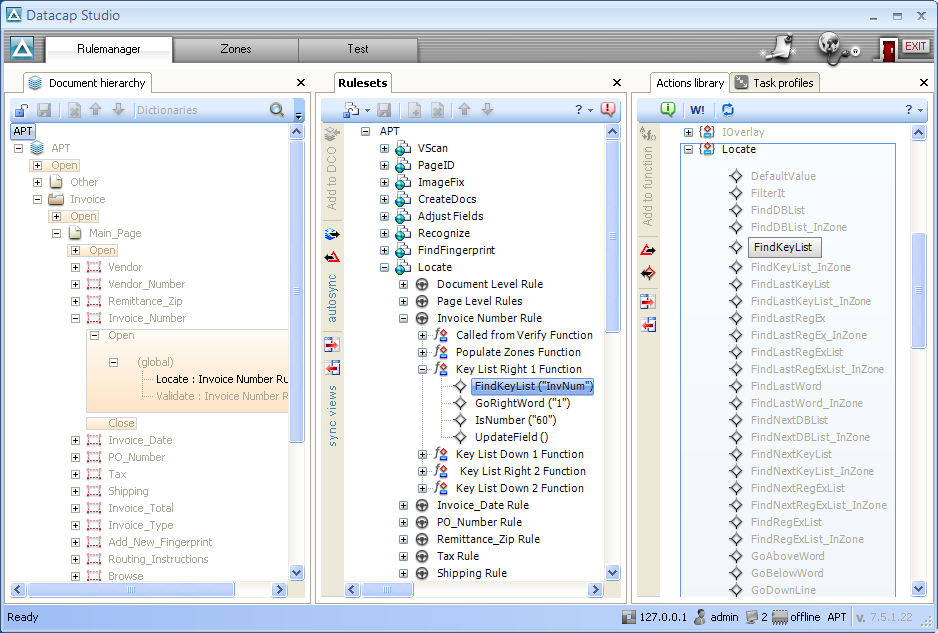 Datacap Studio
Rulemanager
Zones
Test
EXIT
Document hierarchy
Dictionaries
APT
APT
Open
Other
Invoice
Open
Main_Page
Open
Vendor
Vendor_Number
Remittance_Zip
Invoice_Number
Open
(global)
Locate : Invoice Number Ru
Validate : Invoice Number R
Close
Invoice_Date
PO_Number
Tax
Shipping
Invoice_Total
Invoice_Type
Add_New_Fingerprint
Routing_Instructions
Browse
Rulesets
?
Add to DCO
autosync
sync views
APT
VScan
PageID
ImageFix
CreateDocs
Adjust Fields
Recognize
FindFingerprint
Locate
Document Level Rule
Page Level Rules
Invoice Number Rule
Called from Verify Function
Populate Zones Function
Key List Right 1 Function
FindKeyList ("InvNum")
GoRightWord ("1")
IsNumber ("60")
UpdateField ()
Key List Down 1 Function
Key List Right 2 Function
Key List Down 2 Function
Invoice_Date Rule
PO_Number Rule
Remittance_Zip Rule
Tax Rule
Shipping Rule
Actions library
Task profiles
W!
?
Add to function
IOverlay
Locate
DefaultValue
FilterIt
FindDBList
FindDBList_InZone
FindKeyList
FindKeyList_InZone
FindLastKeyList
FindLastKeyList_InZone
FindLastRegEx
FindLastRegEx_InZone
FindLastRegExList
FindLastRegExList_InZone
FindLastWord
FindLastWord_InZone
FindNextDBList
FindNextDBList_InZone
FindNextKeyList
FindNextKeyList_InZone
FindNextRegExList
FindNextRegExList_InZone
FindRegExList
FindRegExList_InZone
GoAboveWord
GoBelowWord
GoDownLine
Ready
127.0.0.1
admin
2
offline
APT
v. 7.5.1.22